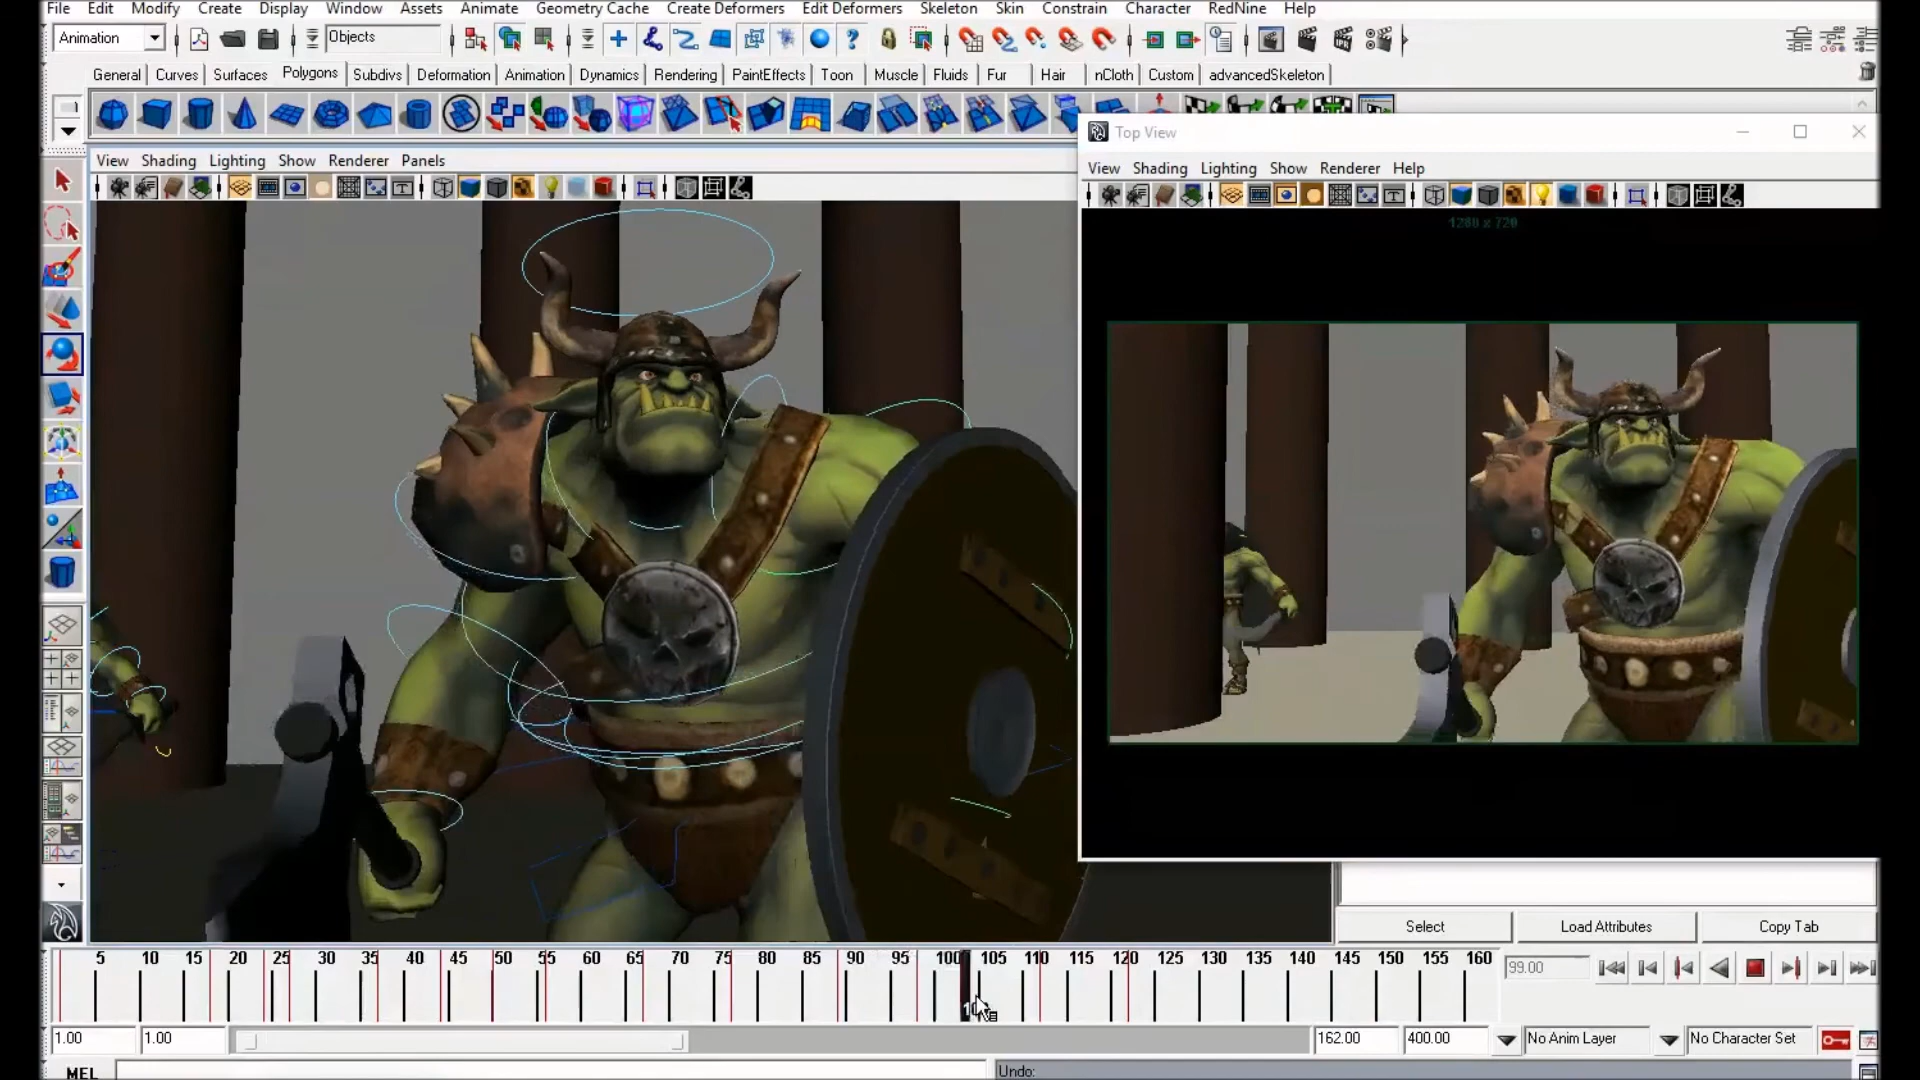 File Edit Modify Create Display Window Assets Animate Geometry Cache Create Deformers Edit Deformers Skeleton Skin Constrain Character RedNine Help
Animation Objects
General Curves Surfaces Polygons Subdivs Deformation Animation Dynamics Rendering PaintEffects Toon Muscle Fluids Fur Hair nCloth Custom advancedSkeleton
View Shading Lighting Show Renderer Panels
Top View
View Shading Lighting Show Renderer Help
1280 x 720
Select Load Attributes Copy Tab
5 10 15 20 25 30 35 40 45 50 55 60 65 70 75 80 85 90 95 100 105 110 115 120 125 130 135 140 145 150 155 160
99.00
1.00 1.00 162.00 400.00 No Anim Layer No Character Set
MEL Undo: